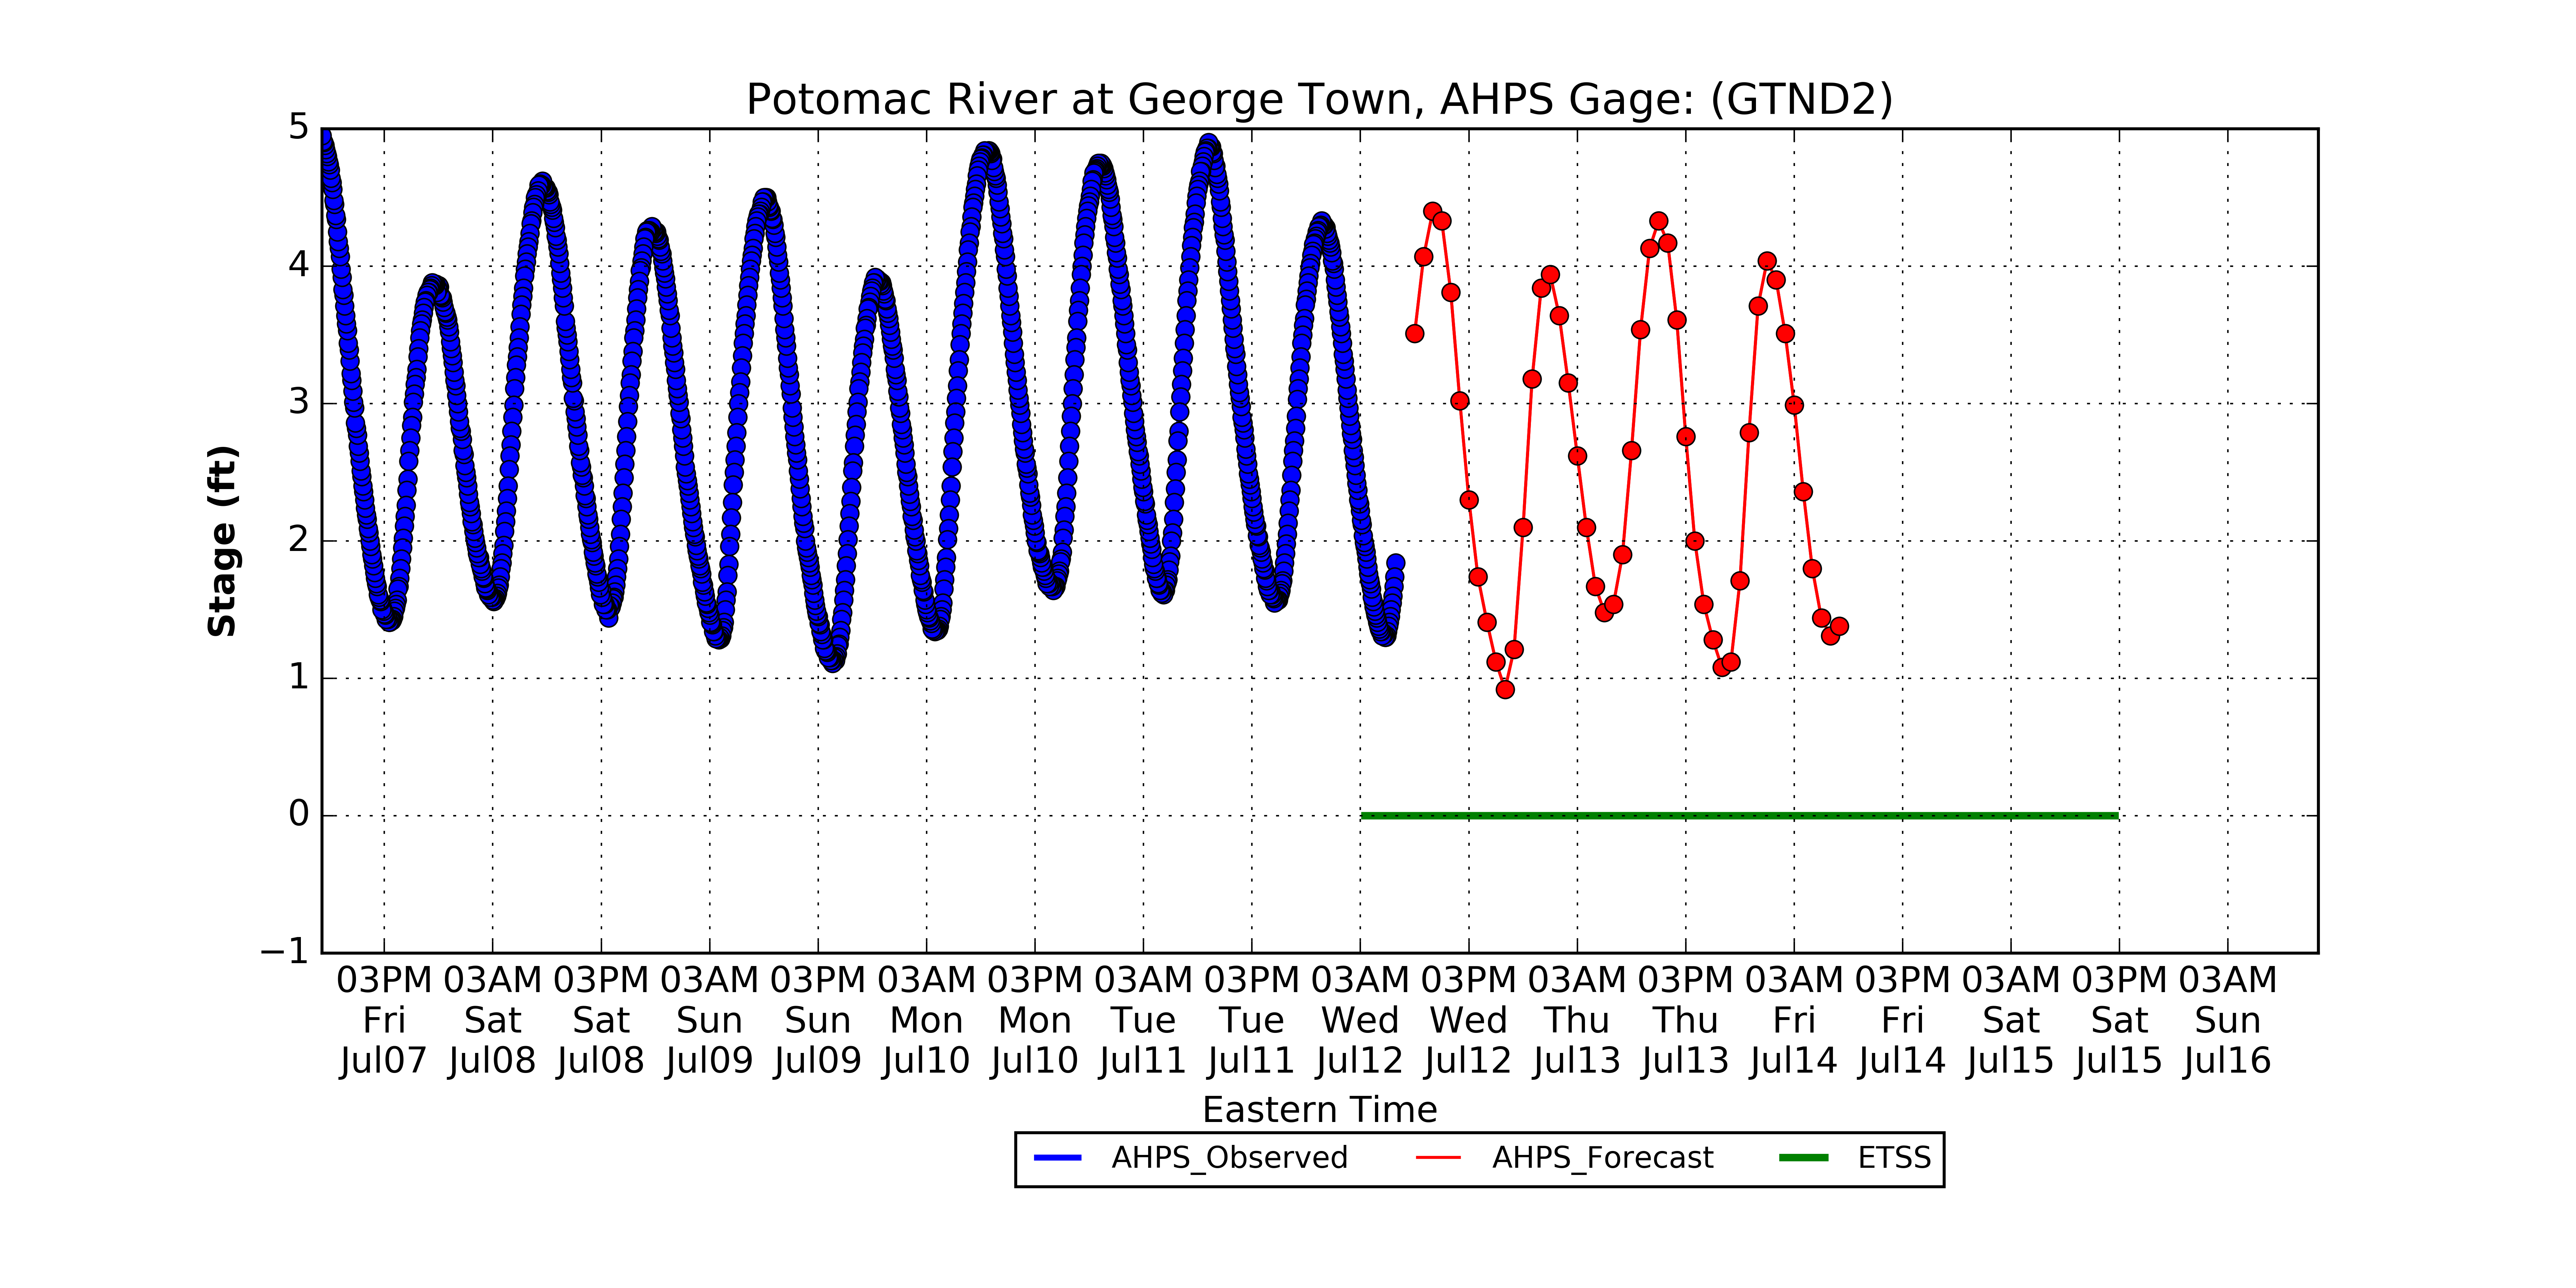 Potomac River at George Town, AHPS Gage: (GTND2)
5
4
3
2
1
0
−1
Stage (ft)
03PM 03AM 03PM 03AM 03PM 03AM 03PM 03AM 03PM 03AM 03PM 03AM 03PM 03AM 03PM 03AM 03PM 03AM
Fri Sat Sat Sun Sun Mon Mon Tue Tue Wed Wed Thu Thu Fri Fri Sat Sat Sun
Jul07 Jul08 Jul08 Jul09 Jul09 Jul10 Jul10 Jul11 Jul11 Jul12 Jul12 Jul13 Jul13 Jul14 Jul14 Jul15 Jul15 Jul16
Eastern Time
AHPS_Observed AHPS_Forecast ETSS